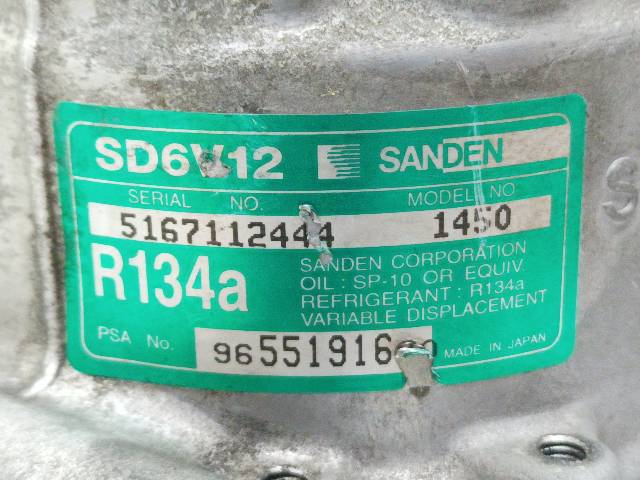 SD6V12 SANDEN
SERIAL NO. MODEL NO
5167112444 1450
R134a
SANDEN CORPORATION
OIL : SP-10 OR EQUIV
REFRIGERANT : R134a
VARIABLE DISPLACEMENT
PSA No.
MADE IN JAPAN
S